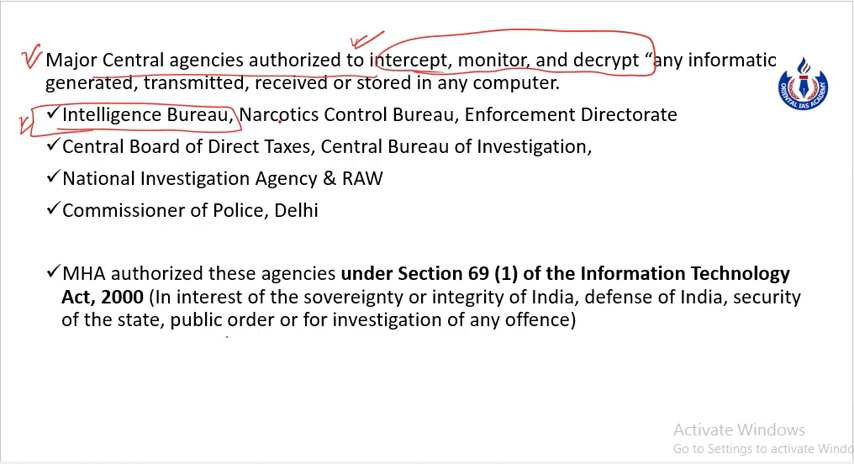 Major Central agencies authorized to intercept, monitor, and decrypt “any informatic
generated, transmitted, received or stored in any computer.
✓Intelligence Bureau, Narcotics Control Bureau, Enforcement Directorate
✓Central Board of Direct Taxes, Central Bureau of Investigation,
✓National Investigation Agency & RAW
✓Commissioner of Police, Delhi
✓MHA authorized these agencies under Section 69 (1) of the Information Technology
Act, 2000 (In interest of the sovereignty or integrity of India, defense of India, security
of the state, public order or for investigation of any offence)
ORIENTAL IAS ACADEMY
Activate Windows
Go to Settings to activate Windo